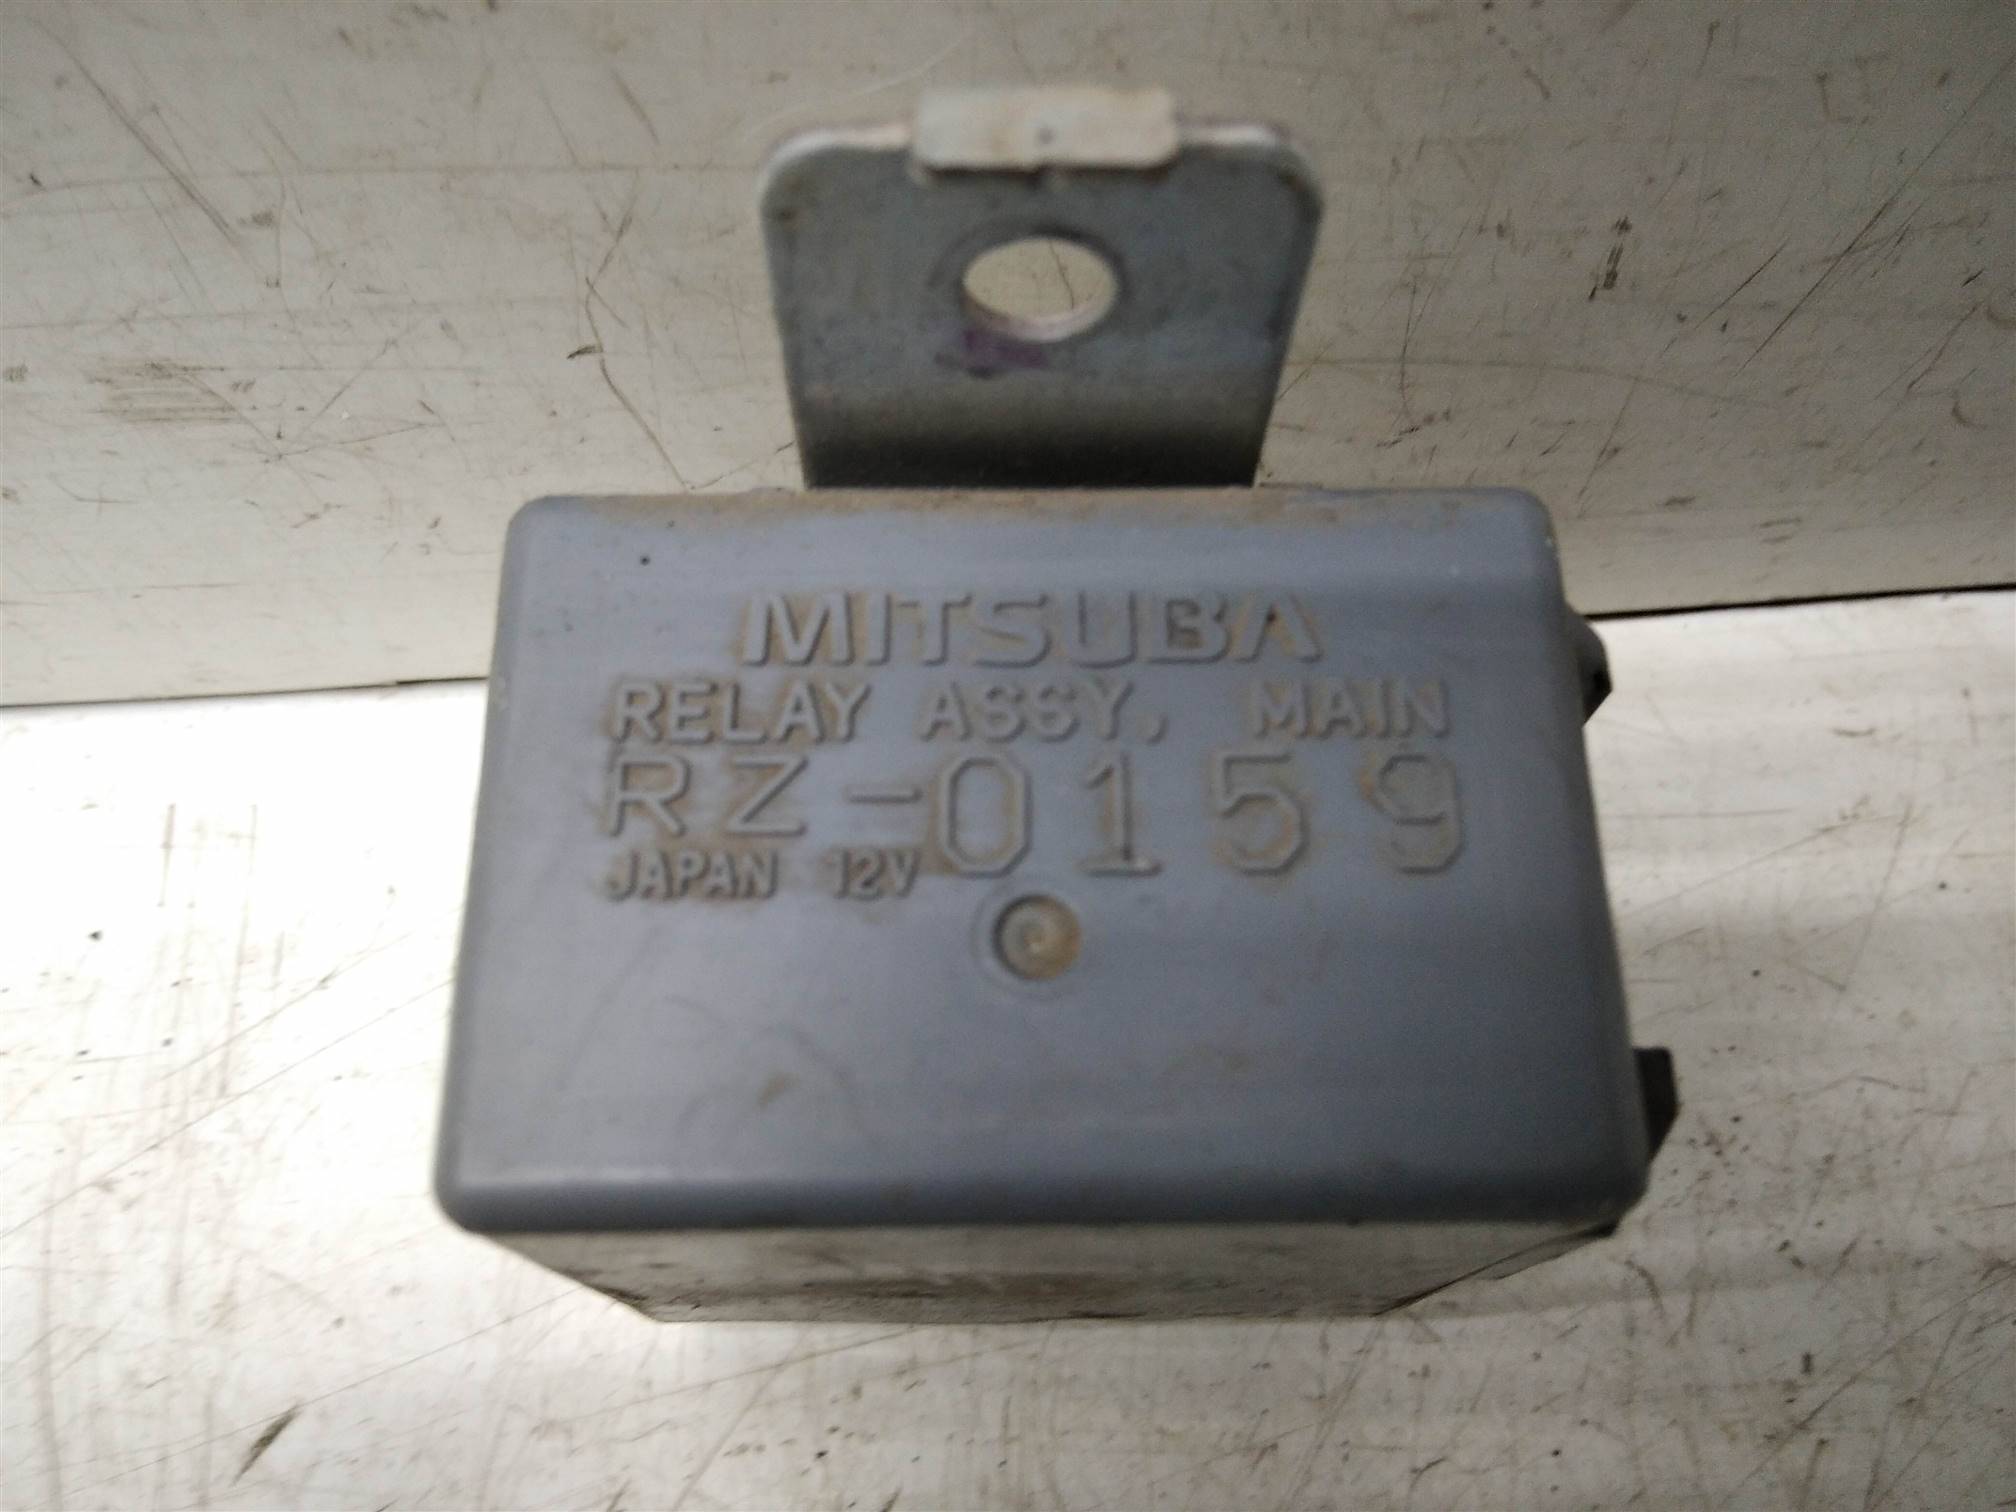 MITSUBA
RELAY ASSY. MAIN
RZ-0159
JAPAN 12V